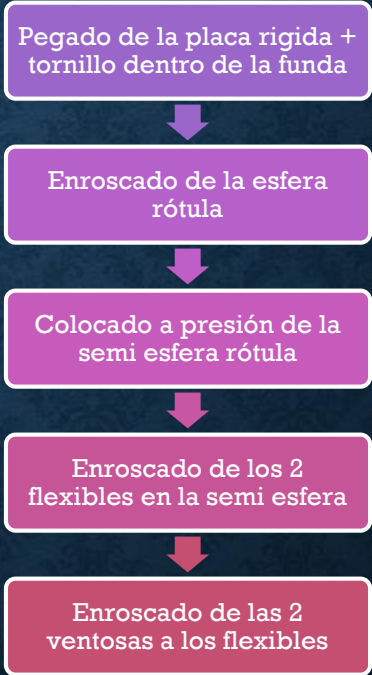 Pegado de la placa rigida +
tornillo dentro de la funda
Enroscado de la esfera
rótula
Colocado a presión de la
semi esfera rótula
Enroscado de los 2
flexibles en la semi esfera
Enroscado de las 2
ventosas a los flexibles